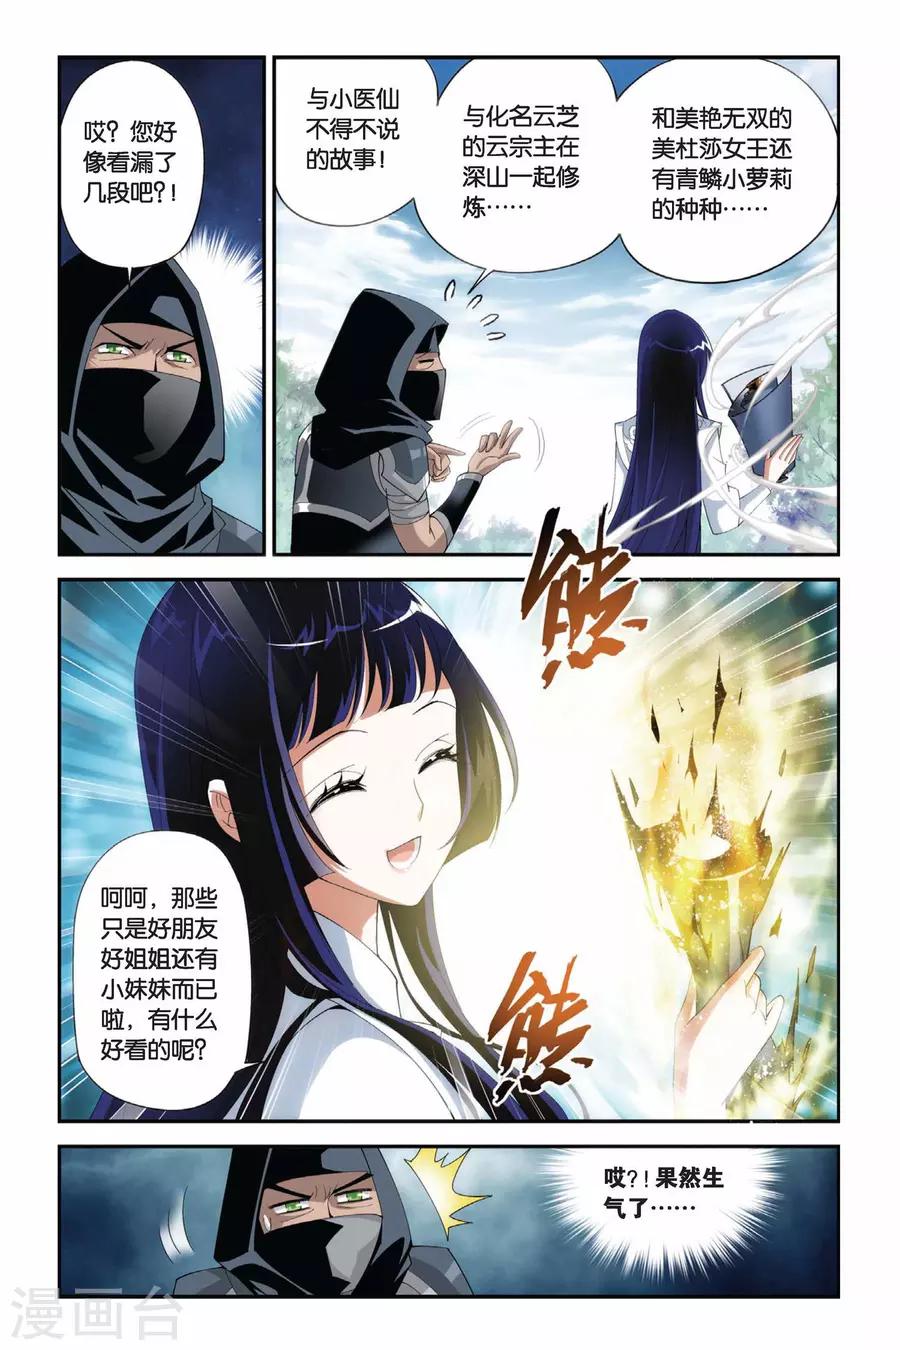 哎？您好
像看漏了
几段吧？！
与小医仙
不得不说
的故事！
与化名云芝
的云宗主在
深山一起修
炼……
和美艳无双的
美杜莎女王还
有青鳞小萝莉
的种种……
熊
呵呵，那些
只是好朋友
好姐姐还有
小妹妹而已
啦，有什么
好看的呢？
熊
哎？！果然生
气了……
漫画台